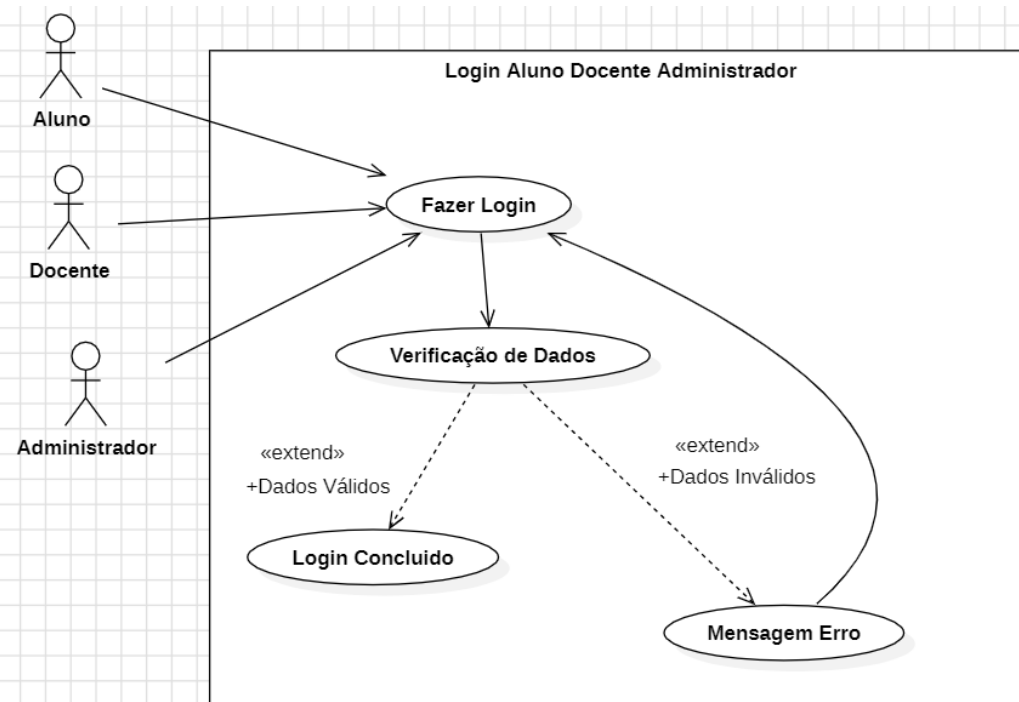 Login Aluno Docente Administrador
Aluno
Fazer Login
Docente
Verificação de Dados
Administrador
«extend»
+Dados Válidos
«extend»
+Dados Inválidos
Login Concluido
Mensagem Erro